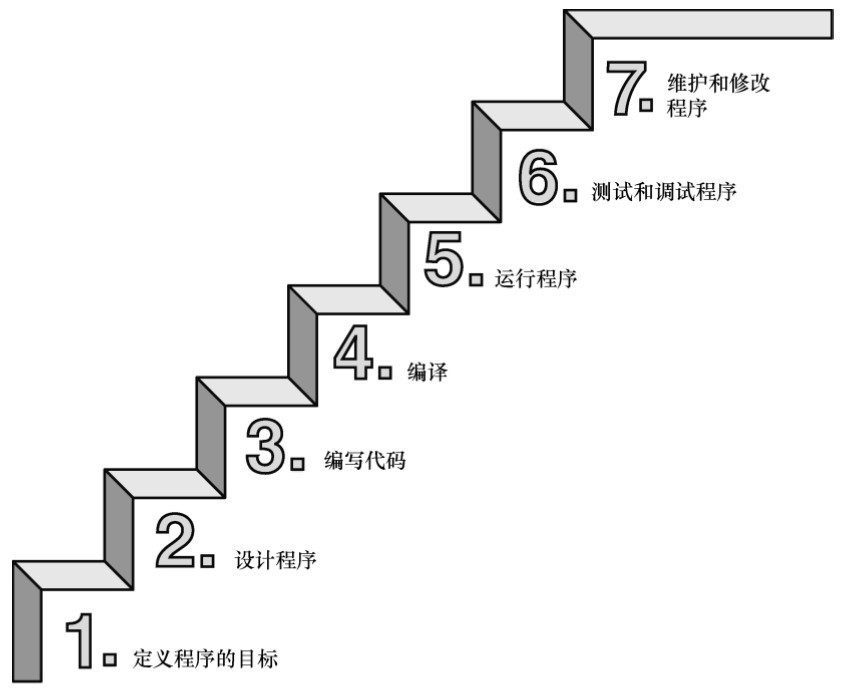 7. 维护和修改
程序
6. 测试和调试程序
5. 运行程序
4. 编译
3. 编写代码
2. 设计程序
1. 定义程序的目标